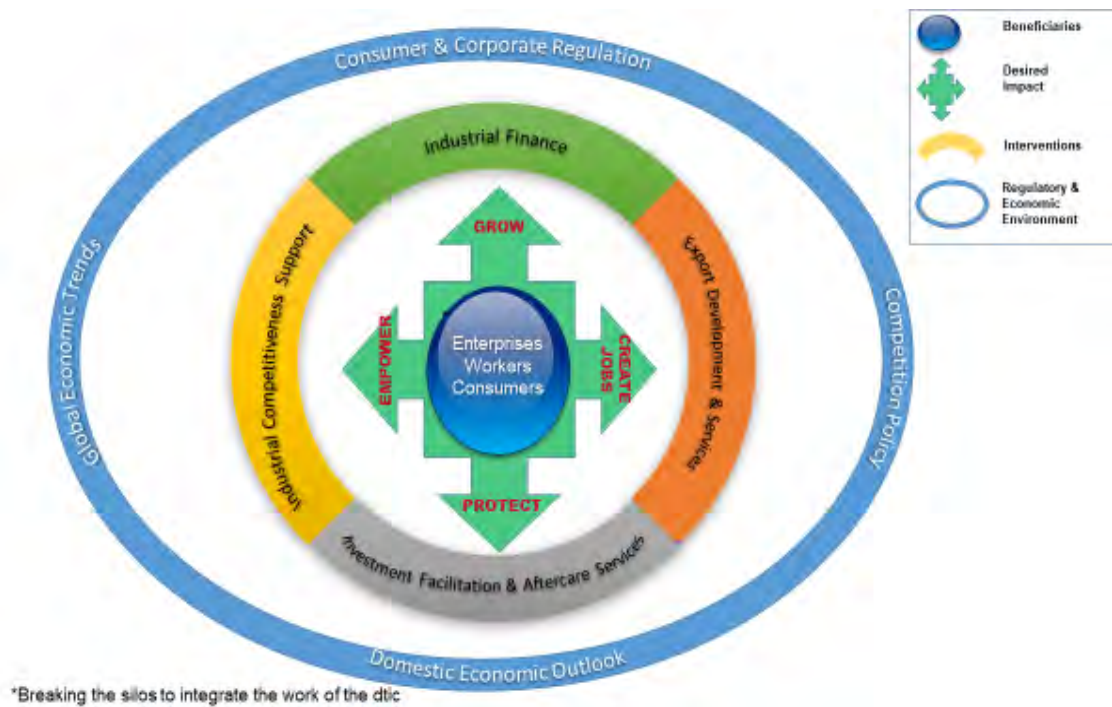 Consumer & Corporate Regulation
Industrial Finance
Global Economic Trends
Industrial Competitiveness Support
GROW
EMPOWER
Enterprises
Workers
Consumers
CREATE
JOBS
PROTECT
Export Development & Services
Competition Policy
Investment Facilitation & Aftercare Services
Domestic Economic Outlook
Beneficiaries
Desired
Impact
Interventions
Regulatory &
Economic
Environment
*Breaking the silos to integrate the work of the dtic